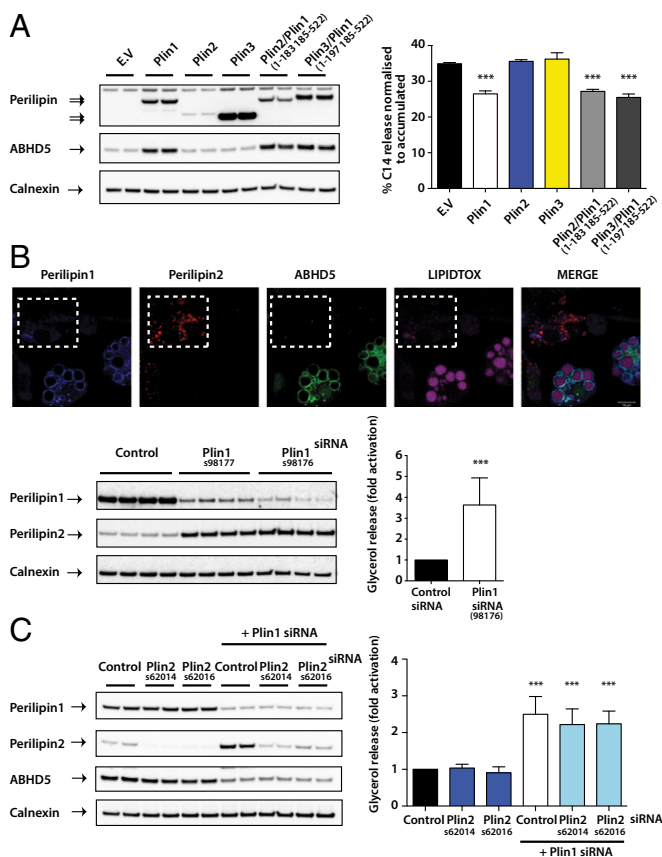 A
E.V
Plin1
Plin2
Plin3
Plin2/Plin1
(1-183 185-522)
Plin3/Plin1
(1-197 185-522)
Perilipin
ABHD5
Calnexin
% C14 release normalised
to accumulated
40
30
20
10
0
***
***
***
E.V
Plin1
Plin2
Plin3
Plin2/Plin1
(1-183 185-522)
Plin3/Plin1
(1-197 185-522)
B
Perilipin1
Perilipin2
ABHD5
LIPIDTOX
MERGE
Control
Plin1
s98177
Plin1
s98176
siRNA
Perilipin1
Perilipin2
Calnexin
Glycerol release (fold activation)
6
5
4
3
2
1
0
***
Control
siRNA
Plin1
siRNA
(98176)
C
+ Plin1 siRNA
Control
Plin2
s62014
Plin2
s62016
Control
Plin2
s62014
Plin2
s62016
siRNA
Perilipin1
Perilipin2
ABHD5
Calnexin
Glycerol release (fold activation)
4
3
2
1
0
***
***
***
Control
Plin2
s62014
Plin2
s62016
Control
Plin2
s62014
Plin2
s62016
siRNA
+ Plin1 siRNA